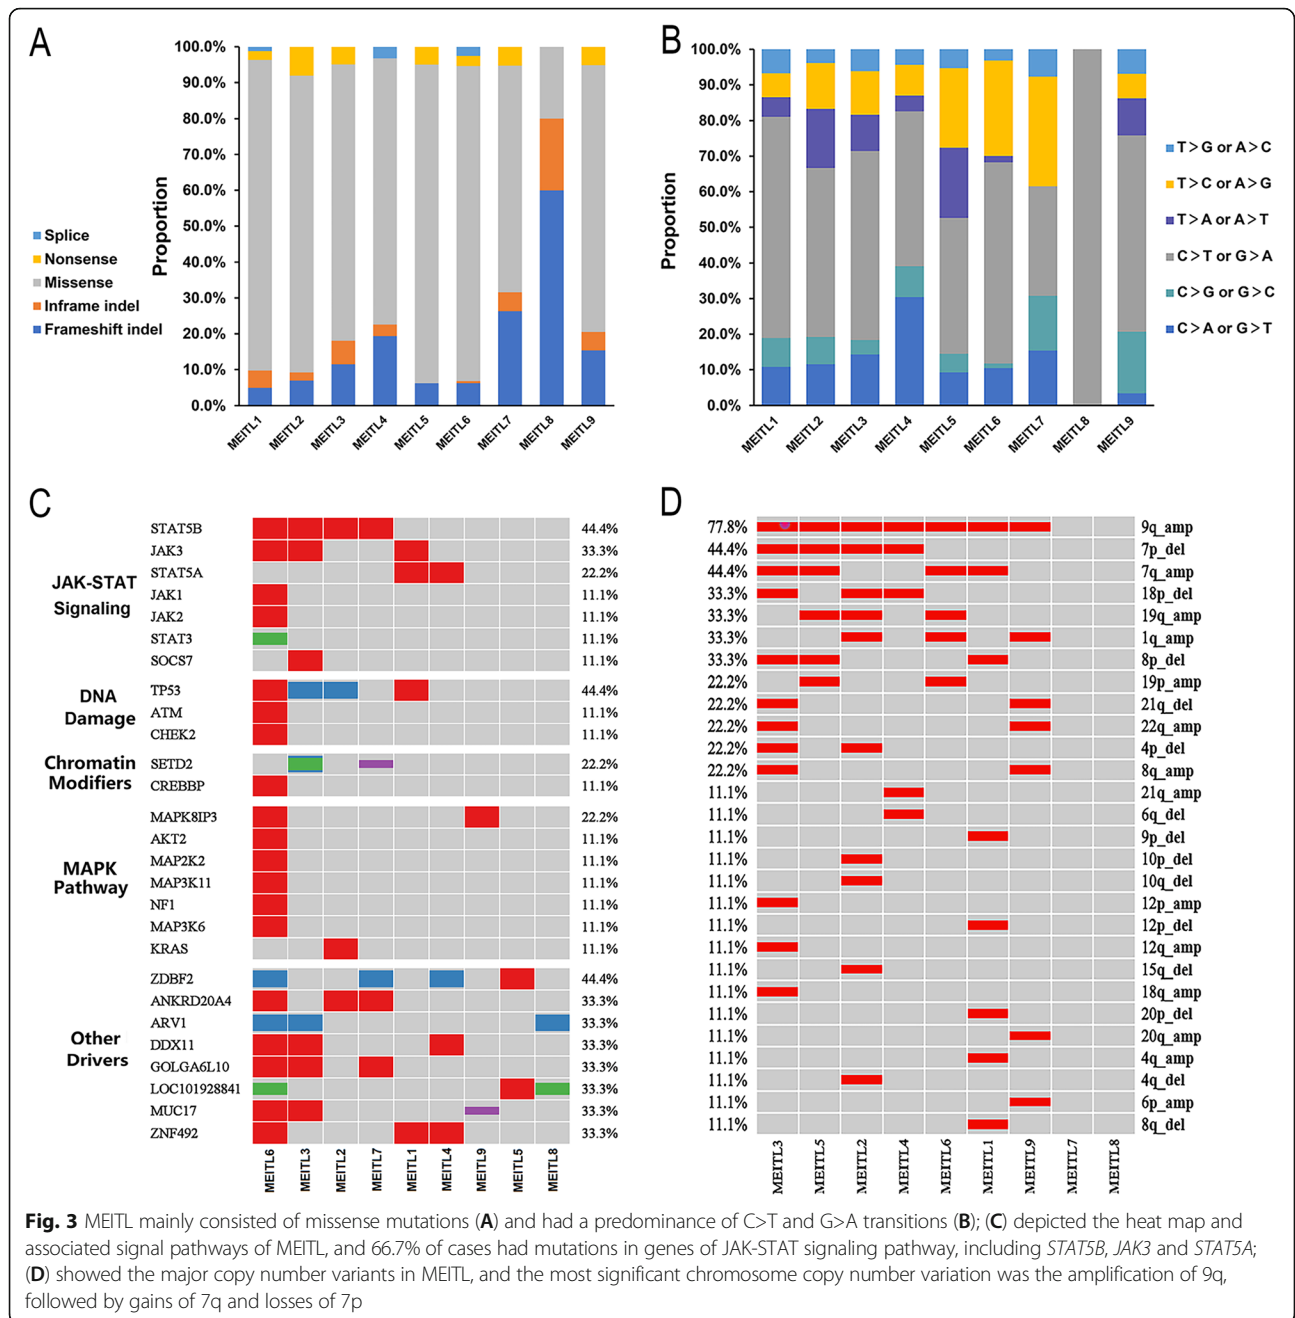 A
100.0%
90.0%
80.0%
70.0%
60.0%
50.0%
40.0%
30.0%
20.0%
10.0%
0.0%
Proportion
Splice
Nonsense
Missense
Inframe indel
Frameshift indel
MEITL1
MEITL2
MEITL3
MEITL4
MEITL5
MEITL6
MEITL7
MEITL8
MEITL9
B
100.0%
90.0%
80.0%
70.0%
60.0%
50.0%
40.0%
30.0%
20.0%
10.0%
0.0%
Proportion
MEITL1
MEITL2
MEITL3
MEITL4
MEITL5
MEITL6
MEITL7
MEITL8
MEITL9
T>G or A>C
T>C or A>G
T>A or A>T
C>T or G>A
C>G or G>C
C>A or G>T
C
JAK-STAT
Signaling
STAT5B 44.4%
JAK3 33.3%
STAT5A 22.2%
JAK1 11.1%
JAK2 11.1%
STAT3 11.1%
SOCS7 11.1%
DNA
Damage
TP53 44.4%
ATM 11.1%
CHEK2 11.1%
Chromatin
Modifiers
SETD2 22.2%
CREBBP 11.1%
MAPK
Pathway
MAPK8IP3 22.2%
AKT2 11.1%
MAP2K2 11.1%
MAP3K11 11.1%
NF1 11.1%
MAP3K6 11.1%
KRAS 11.1%
Other
Drivers
ZDBF2 44.4%
ANKRD20A4 33.3%
ARV1 33.3%
DDX11 33.3%
GOLGA6L10 33.3%
LOC101928841 33.3%
MUC17 33.3%
ZNF492 33.3%
MEITL6
MEITL3
MEITL2
MEITL7
MEITL1
MEITL4
MEITL9
MEITL5
MEITL8
D
77.8% 9q_amp
44.4% 7p_del
44.4% 7q_amp
33.3% 18p_del
33.3% 19q_amp
33.3% 1q_amp
33.3% 8p_del
22.2% 19p_amp
22.2% 21q_del
22.2% 22q_amp
22.2% 4p_del
22.2% 8q_amp
11.1% 21q_amp
11.1% 6q_del
11.1% 9p_del
11.1% 10p_del
11.1% 10q_del
11.1% 12p_amp
11.1% 12p_del
11.1% 12q_amp
11.1% 15q_del
11.1% 18q_amp
11.1% 20p_del
11.1% 20q_amp
11.1% 4q_amp
11.1% 4q_del
11.1% 6p_amp
11.1% 8q_del
MEITL3
MEITL5
MEITL2
MEITL4
MEITL6
MEITL1
MEITL9
MEITL7
MEITL8
Fig. 3 MEITL mainly consisted of missense mutations (A) and had a predominance of C>T and G>A transitions (B); (C) depicted the heat map and
associated signal pathways of MEITL, and 66.7% of cases had mutations in genes of JAK-STAT signaling pathway, including STAT5B, JAK3 and STAT5A;
(D) showed the major copy number variants in MEITL, and the most significant chromosome copy number variation was the amplification of 9q,
followed by gains of 7q and losses of 7p